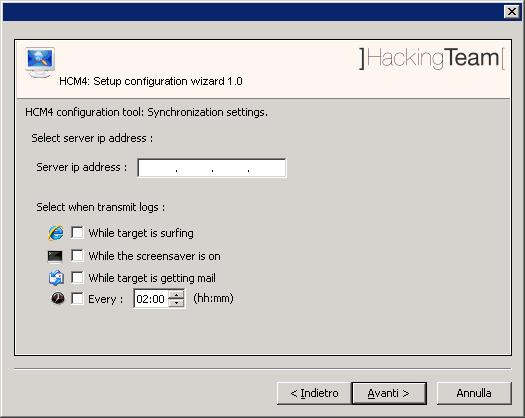 ]HackingTeam[
HCM4: Setup configuration wizard 1.0
HCM4 configuration tool: Synchronization settings.
Select server ip address :
Server ip address : . . .
Select when transmit logs :
While target is surfing
While the screensaver is on
While target is getting mail
Every : 02:00 (hh:mm)
< Indietro Avanti > Annulla